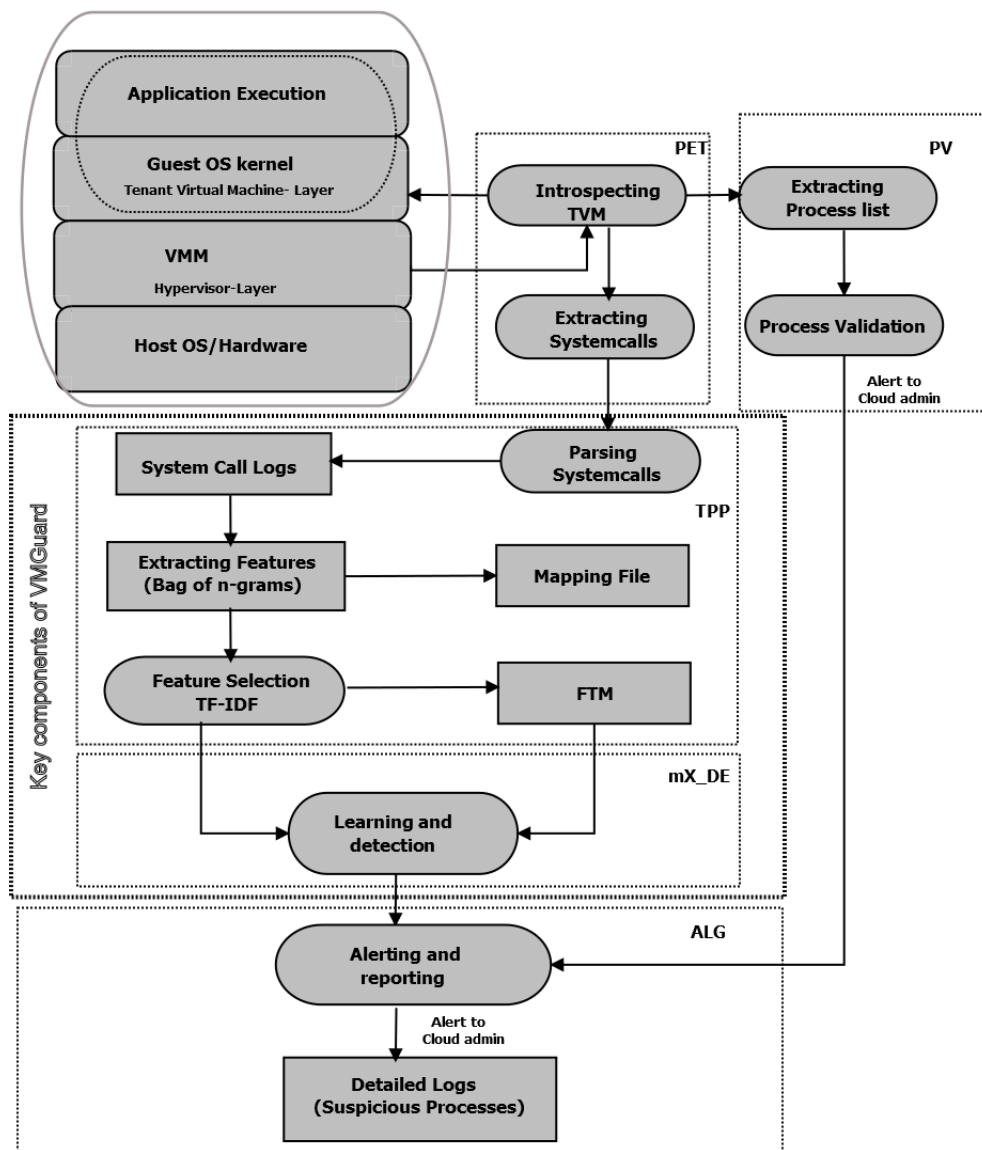 Application Execution
Guest OS kernel
Tenant Virtual Machine- Layer
VMM
Hypervisor-Layer
Host OS/Hardware
PET
Introspecting
TVM
Extracting
Systemcalls
PV
Extracting
Process list
Process Validation
Alert to
Cloud admin
Key components of VMGuard
Parsing
Systemcalls
System Call Logs
TPP
Extracting Features
(Bag of n-grams)
Mapping File
Feature Selection
TF-IDF
FTM
mX_DE
Learning and
detection
ALG
Alerting and
reporting
Alert to
Cloud admin
Detailed Logs
(Suspicious Processes)